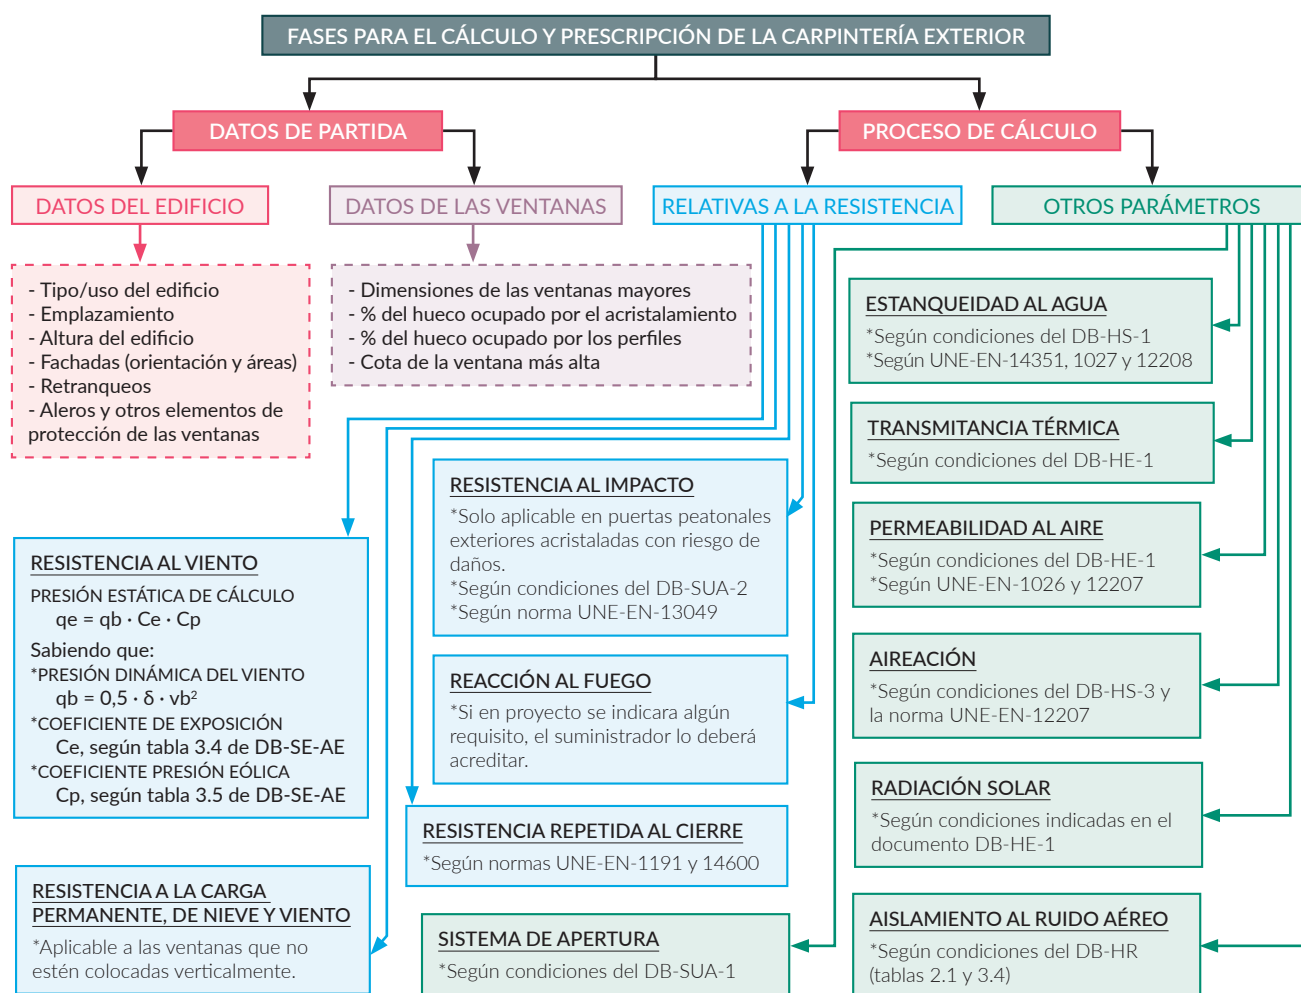 FASES PARA EL CÁLCULO Y PRESCRIPCIÓN DE LA CARPINTERÍA EXTERIOR
DATOS DE PARTIDA
PROCESO DE CÁLCULO
DATOS DEL EDIFICIO
DATOS DE LAS VENTANAS
RELATIVAS A LA RESISTENCIA
OTROS PARÁMETROS
- Tipo/uso del edificio
- Emplazamiento
- Altura del edificio
- Fachadas (orientación y áreas)
- Retranqueos
- Aleros y otros elementos de
protección de las ventanas
- Dimensiones de las ventanas mayores
- % del hueco ocupado por el acristalamiento
- % del hueco ocupado por los perfiles
- Cota de la ventana más alta
RESISTENCIA AL VIENTO
PRESIÓN ESTÁTICA DE CÁLCULO
qe = qb · Ce · Cp
Sabiendo que:
*PRESIÓN DINÁMICA DEL VIENTO
qb = 0,5 · δ · vb²
*COEFICIENTE DE EXPOSICIÓN
Ce, según tabla 3.4 de DB-SE-AE
*COEFICIENTE PRESIÓN EÓLICA
Cp, según tabla 3.5 de DB-SE-AE
RESISTENCIA A LA CARGA
PERMANENTE, DE NIEVE Y VIENTO
*Aplicable a las ventanas que no
estén colocadas verticalmente.
RESISTENCIA AL IMPACTO
*Solo aplicable en puertas peatonales
exteriores acristaladas con riesgo de
daños.
*Según condiciones del DB-SUA-2
*Según norma UNE-EN-13049
REACCIÓN AL FUEGO
*Si en proyecto se indicara algún
requisito, el suministrador lo deberá
acreditar.
RESISTENCIA REPETIDA AL CIERRE
*Según normas UNE-EN-1191 y 14600
SISTEMA DE APERTURA
*Según condiciones del DB-SUA-1
ESTANQUEIDAD AL AGUA
*Según condiciones del DB-HS-1
*Según UNE-EN-14351, 1027 y 12208
TRANSMITANCIA TÉRMICA
*Según condiciones del DB-HE-1
PERMEABILIDAD AL AIRE
*Según condiciones del DB-HE-1
*Según UNE-EN-1026 y 12207
AIREACIÓN
*Según condiciones del DB-HS-3 y
la norma UNE-EN-12207
RADIACIÓN SOLAR
*Según condiciones indicadas en el
documento DB-HE-1
AISLAMIENTO AL RUIDO AÉREO
*Según condiciones del DB-HR
(tablas 2.1 y 3.4)